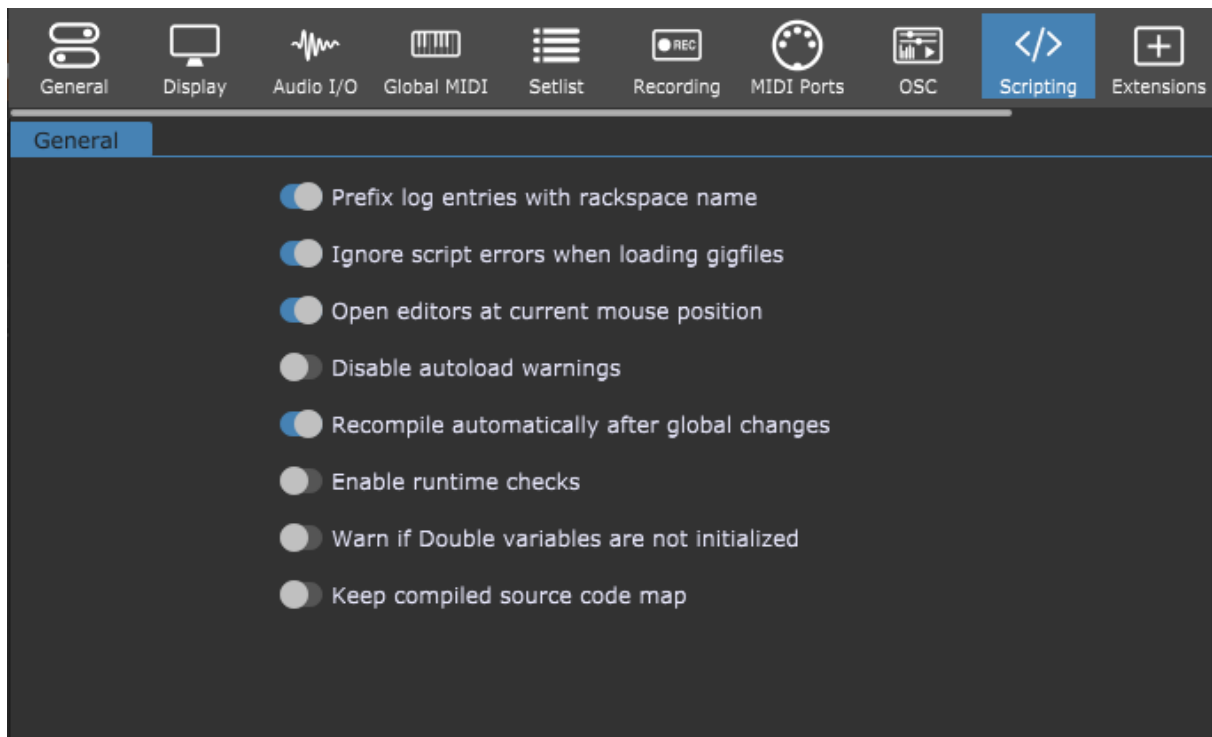 REC
General Display Audio I/O Global MIDI Setlist Recording MIDI Ports OSC Scripting Extensions
General
Prefix log entries with rackspace name
Ignore script errors when loading gigfiles
Open editors at current mouse position
Disable autoload warnings
Recompile automatically after global changes
Enable runtime checks
Warn if Double variables are not initialized
Keep compiled source code map